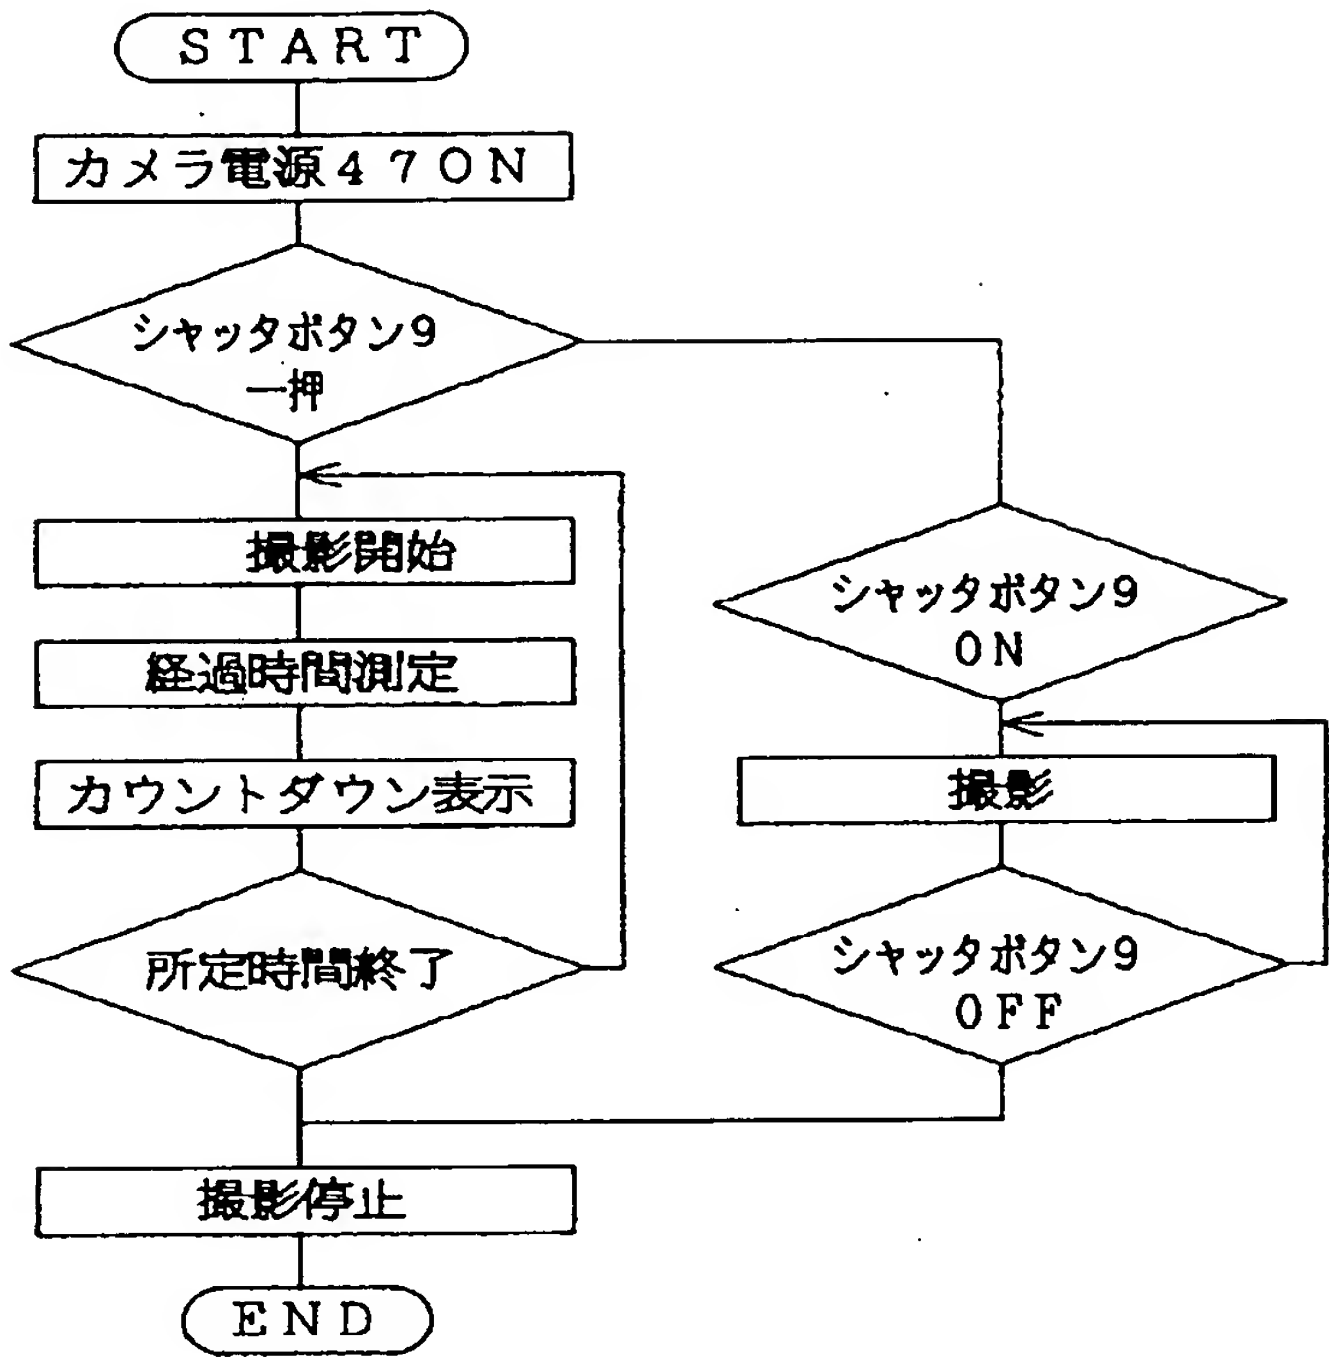 ＳＴＡＲＴ
カメラ電源４７ＯＮ
シャッタボタン９
一押
撮影開始
経過時間測定
カウントダウン表示
所定時間終了
シャッタボタン９
ＯＮ
撮影
シャッタボタン９
ＯＦＦ
撮影停止
ＥＮＤ